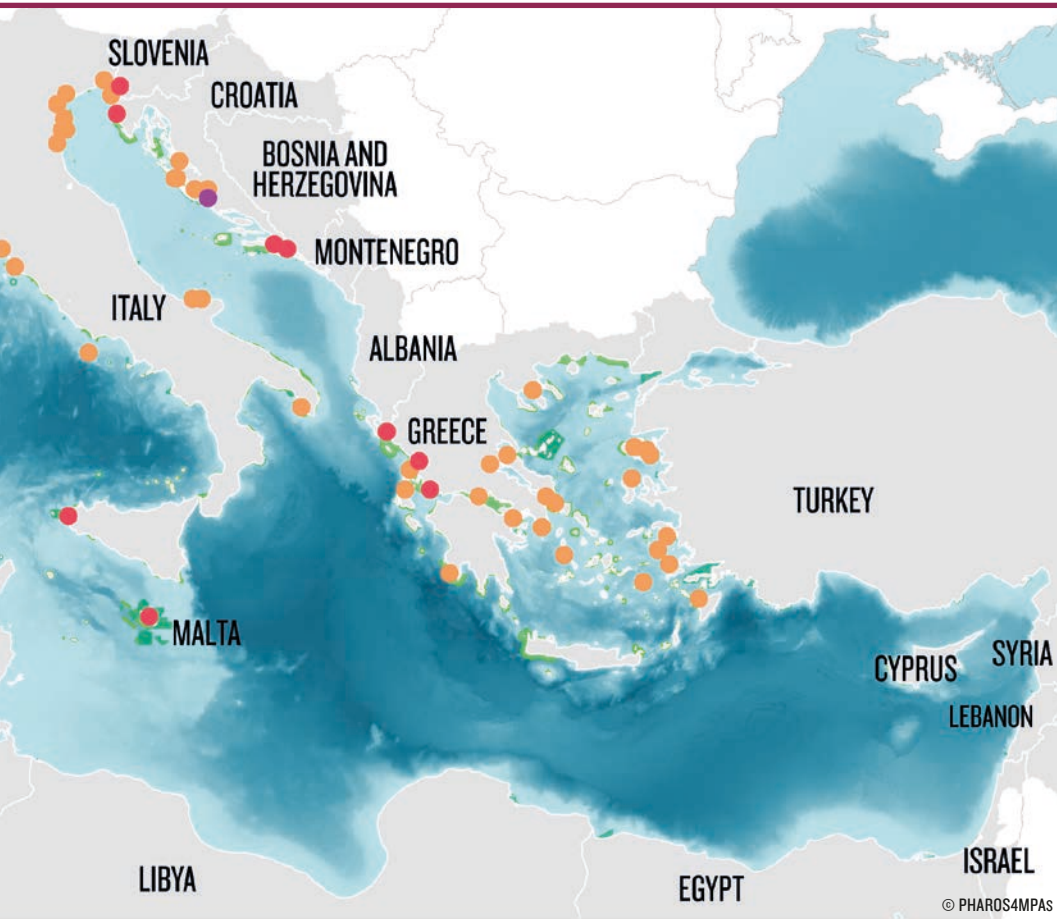 SLOVENIA
CROATIA
BOSNIA AND
HERZEGOVINA
MONTENEGRO
ITALY
ALBANIA
GREECE
TURKEY
MALTA
CYPRUS
SYRIA
LEBANON
LIBYA
EGYPT
ISRAEL
© PHAROS4MPAS